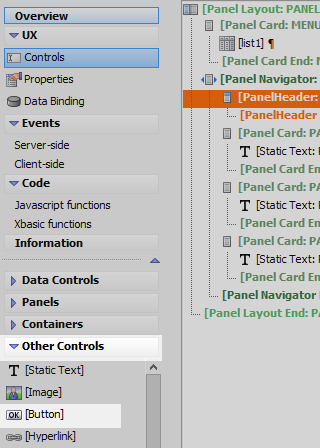 Overview
UX
Controls
Properties
Data Binding
Events
Server-side
Client-side
Code
Javascript functions
Xbasic functions
Information
Data Controls
Panels
Containers
Other Controls
[Static Text]
[Image]
OK [Button]
[Hyperlink]
[Panel Layout: PANEL
[Panel Card: MENU
[list1] ¶
[Panel Card End: M
[Panel Navigator:
[PanelHeader:
[PanelHeader
[Panel Card: PA
T [Static Text:
[Panel Card En
[Panel Card: PA
T [Static Text:
[Panel Card En
[Panel Card: PA
T [Static Text:
[Panel Card En
[Panel Navigator
[Panel Layout End: PAN